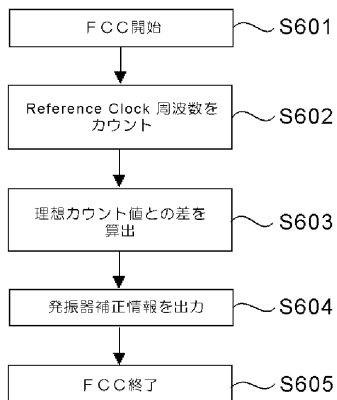 ＦＣＣ開始
S601
Reference Clock 周波数を
カウント
S602
理想カウント値との差を
算出
S603
発振器補正情報を出力
S604
ＦＣＣ終了
S605